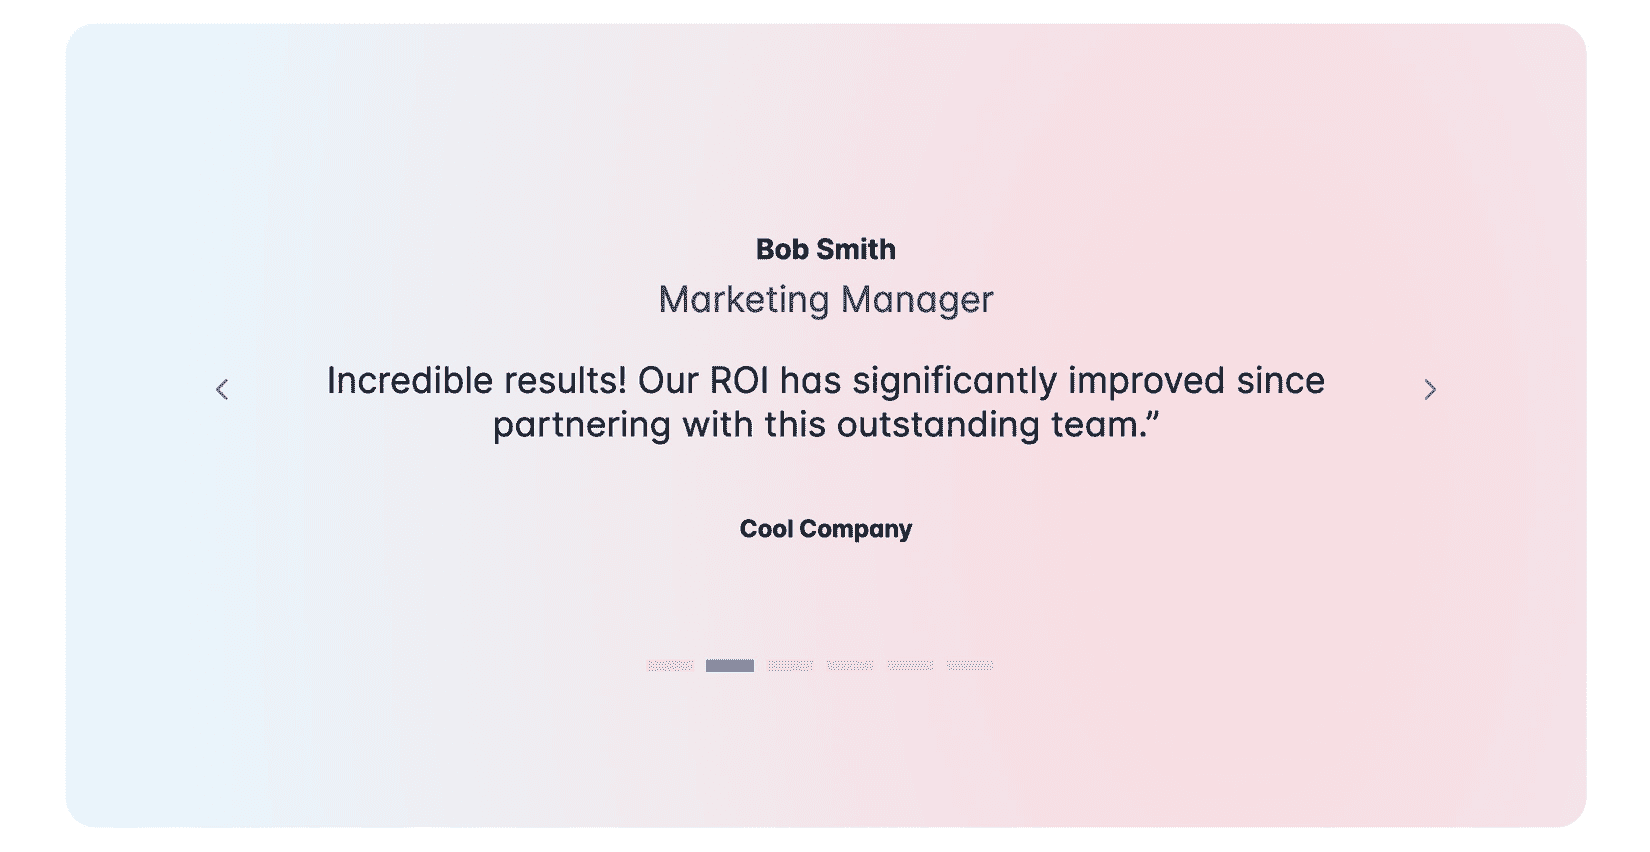 Bob Smith
Marketing Manager
Incredible results! Our ROI has significantly improved since
partnering with this outstanding team.”
Cool Company